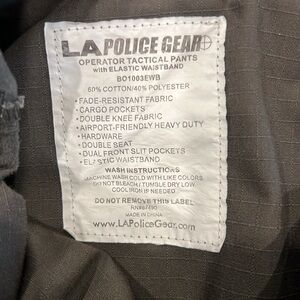 LA POLICE GEAR
OPERATOR TACTICAL PANTS
with ELASTIC WAISTBAND
BO1003EWB
60% COTTON/40% POLYESTER
• FADE-RESISTANT FABRIC
• CARGO POCKETS
• DOUBLE KNEE FABRIC
• AIRPORT-FRIENDLY HEAVY DUTY
• HARDWARE
• DOUBLE SEAT
• DUAL FRONT SLIT POCKETS
• ELASTIC WAISTBAND
WASH INSTRUCTIONS
MACHINE WASH COLD WITH LIKE COLORS
DO NOT BLEACH / TUMBLE DRY LOW
COOL IRON IS NEEDED
DO NOT REMOVE THIS LABEL
MADE IN CHINA
www.LAPoliceGear.com